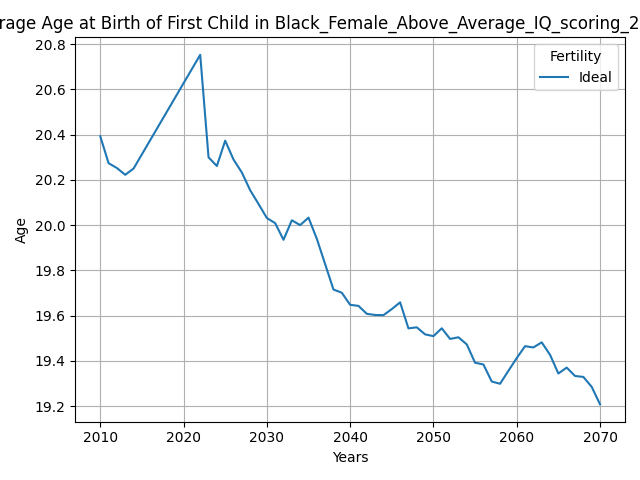 rage Age at Birth of First Child in Black_Female_Above_Average_IQ_scoring_2
20.8
20.6
20.4
20.2
20.0
19.8
19.6
19.4
19.2
Age
Fertility
Ideal
2010 2020 2030 2040 2050 2060 2070
Years